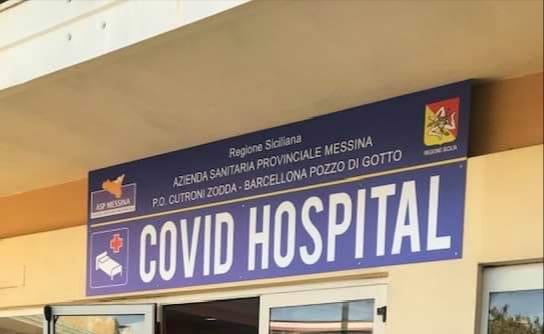 Regione Siciliana
AZIENDA SANITARIA PROVINCIALE MESSINA
P.O. CUTRONI ZODDA - BARCELLONA POZZO DI GOTTO
ASP MESSINA
REGIONE SICILIA
COVID HOSPITAL